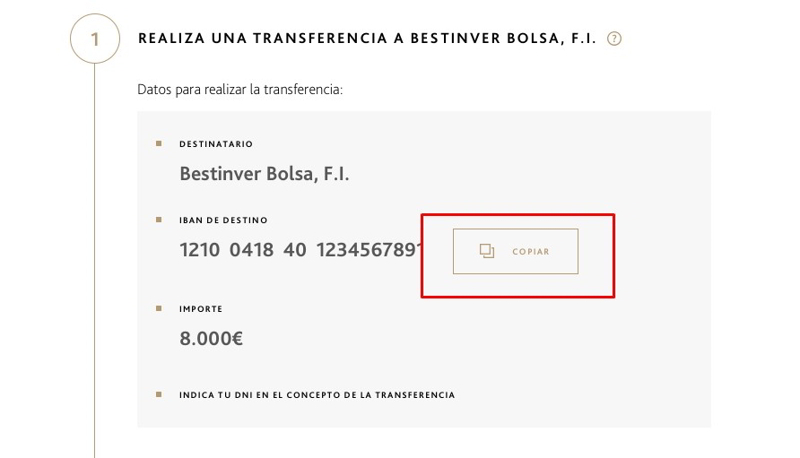 1
REALIZA UNA TRANSFERENCIA A BESTINVER BOLSA, F.I. ?
Datos para realizar la transferencia:
DESTINATARIO
Bestinver Bolsa, F.I.
IBAN DE DESTINO
1210 0418 40 1234567891
COPIAR
IMPORTE
8.000€
INDICA TU DNI EN EL CONCEPTO DE LA TRANSFERENCIA